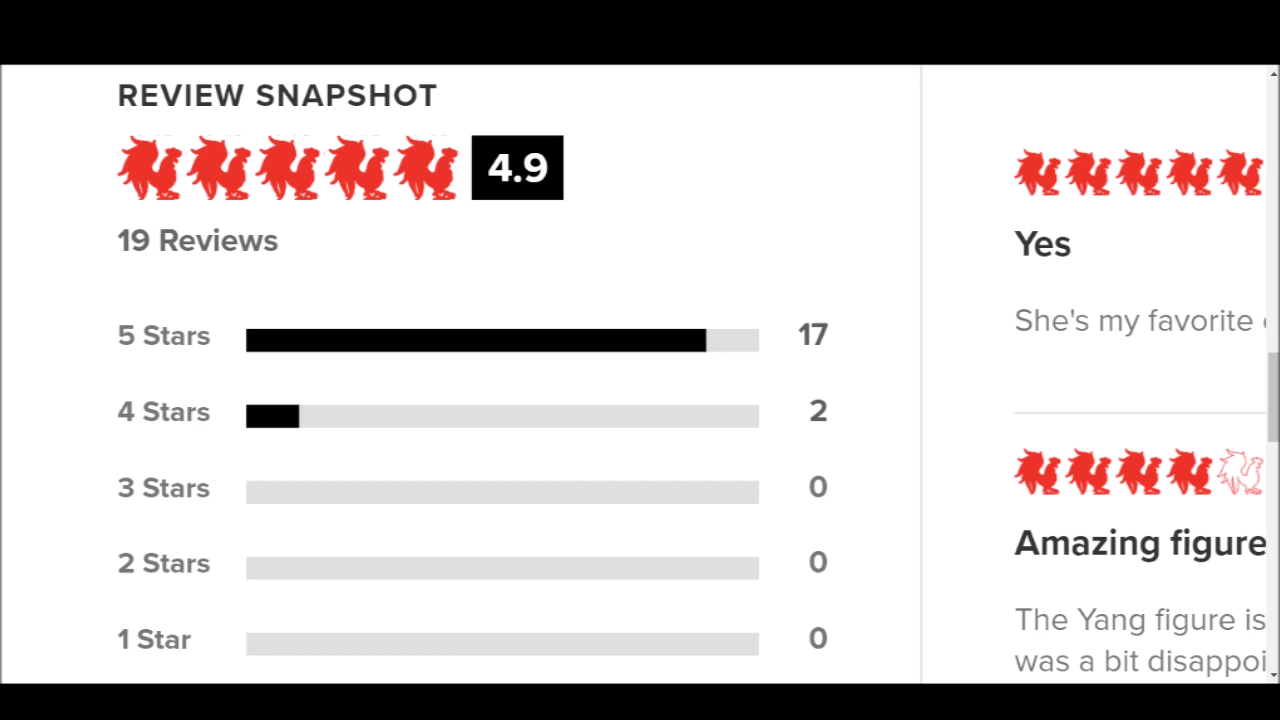 REVIEW SNAPSHOT
4.9
19 Reviews
5 Stars 17
4 Stars 2
3 Stars 0
2 Stars 0
1 Star 0
Yes
She's my favorite
Amazing figure
The Yang figure is
was a bit disappoi